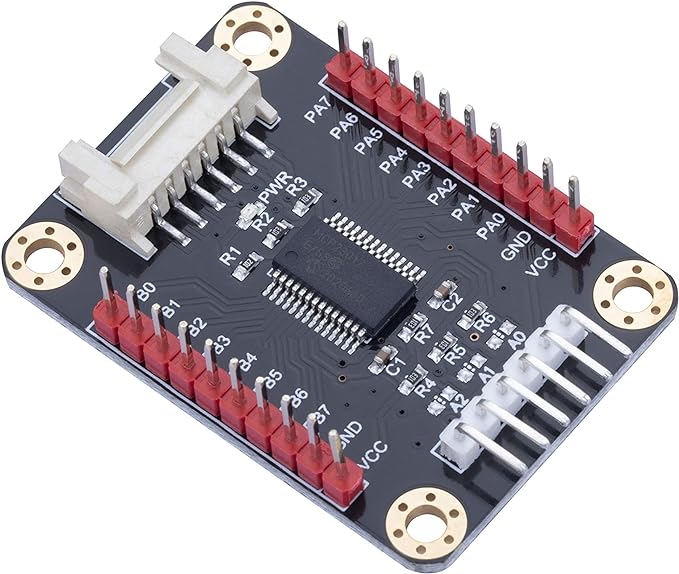 PA7
PA6
PA5
PA4
PA3
PA2
PA1
PA0
GND
VCC
PWR
R3
R2
R1
C2
R7
R6
R5
R4
C1
A0
A1
A2
B0
B1
B2
B3
B4
B5
B6
B7
GND
VCC